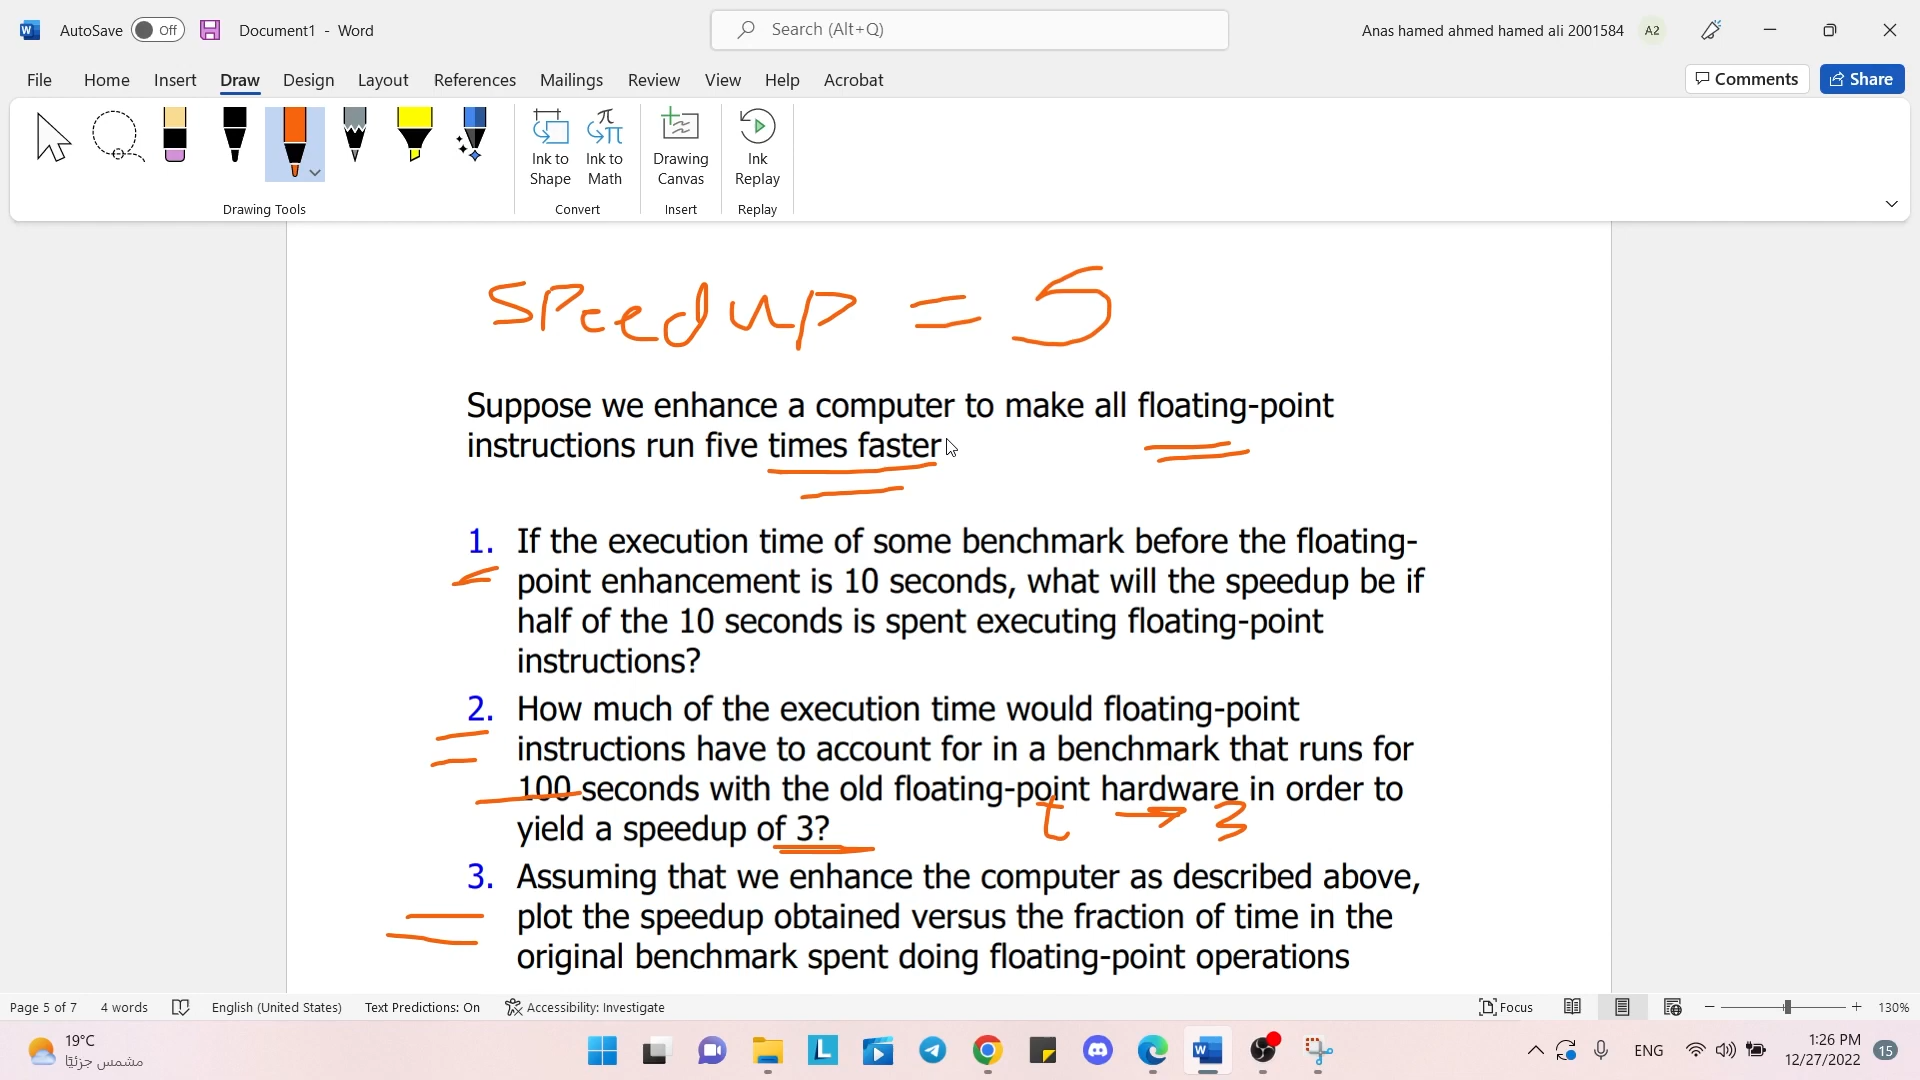 AutoSave Off Document1 - Word Search (Alt+Q) Anas hamed ahmed hamed ali 2001584 A2
File Home Insert Draw Design Layout References Mailings Review View Help Acrobat Comments Share
Ink to Shape
Ink to Math
Drawing Canvas
Ink Replay
Drawing Tools Convert Insert Replay
speedup = 5
Suppose we enhance a computer to make all floating-point
instructions run five times faster
1. If the execution time of some benchmark before the floating-
point enhancement is 10 seconds, what will the speedup be if
half of the 10 seconds is spent executing floating-point
instructions?
2. How much of the execution time would floating-point
instructions have to account for in a benchmark that runs for
100 seconds with the old floating-point hardware in order to
yield a speedup of 3?
t → 3
3. Assuming that we enhance the computer as described above,
plot the speedup obtained versus the fraction of time in the
original benchmark spent doing floating-point operations
Page 5 of 7 4 words English (United States) Text Predictions: On Accessibility: Investigate Focus 130%
19°C
مشمس جزئيًا
ENG
1:26 PM
12/27/2022
15